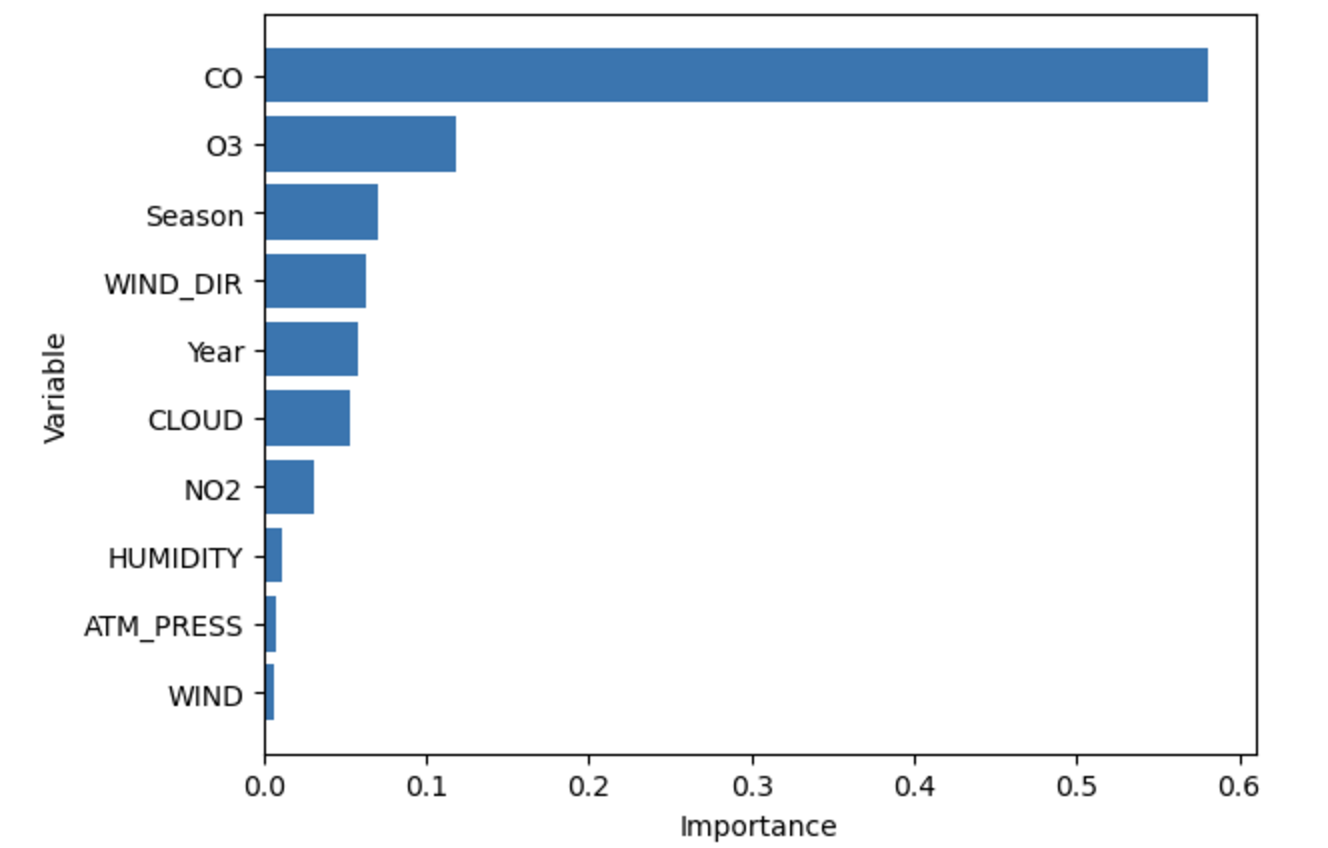 CO
O3
Season
WIND_DIR
Year
CLOUD
NO2
HUMIDITY
ATM_PRESS
WIND
Variable
0.0 0.1 0.2 0.3 0.4 0.5 0.6
Importance